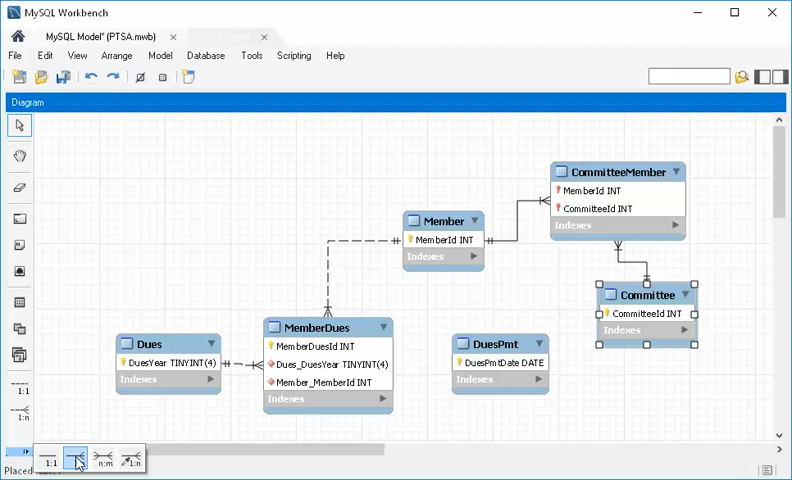 MySQL Workbench
MySQL Model* (PTSA.mwb)
File Edit View Arrange Model Database Tools Scripting Help
Diagram
CommitteeMember
MemberId INT
CommitteeId INT
Indexes
Member
MemberId INT
Indexes
Committee
CommitteeId INT
Indexes
MemberDues
MemberDuesId INT
Dues_DuesYear TINYINT(4)
Member_MemberId INT
Indexes
Dues
DuesYear TINYINT(4)
Indexes
DuesPmt
DuesPmtDate DATE
Indexes
1:1
1:n
1:1
n:m
1:n